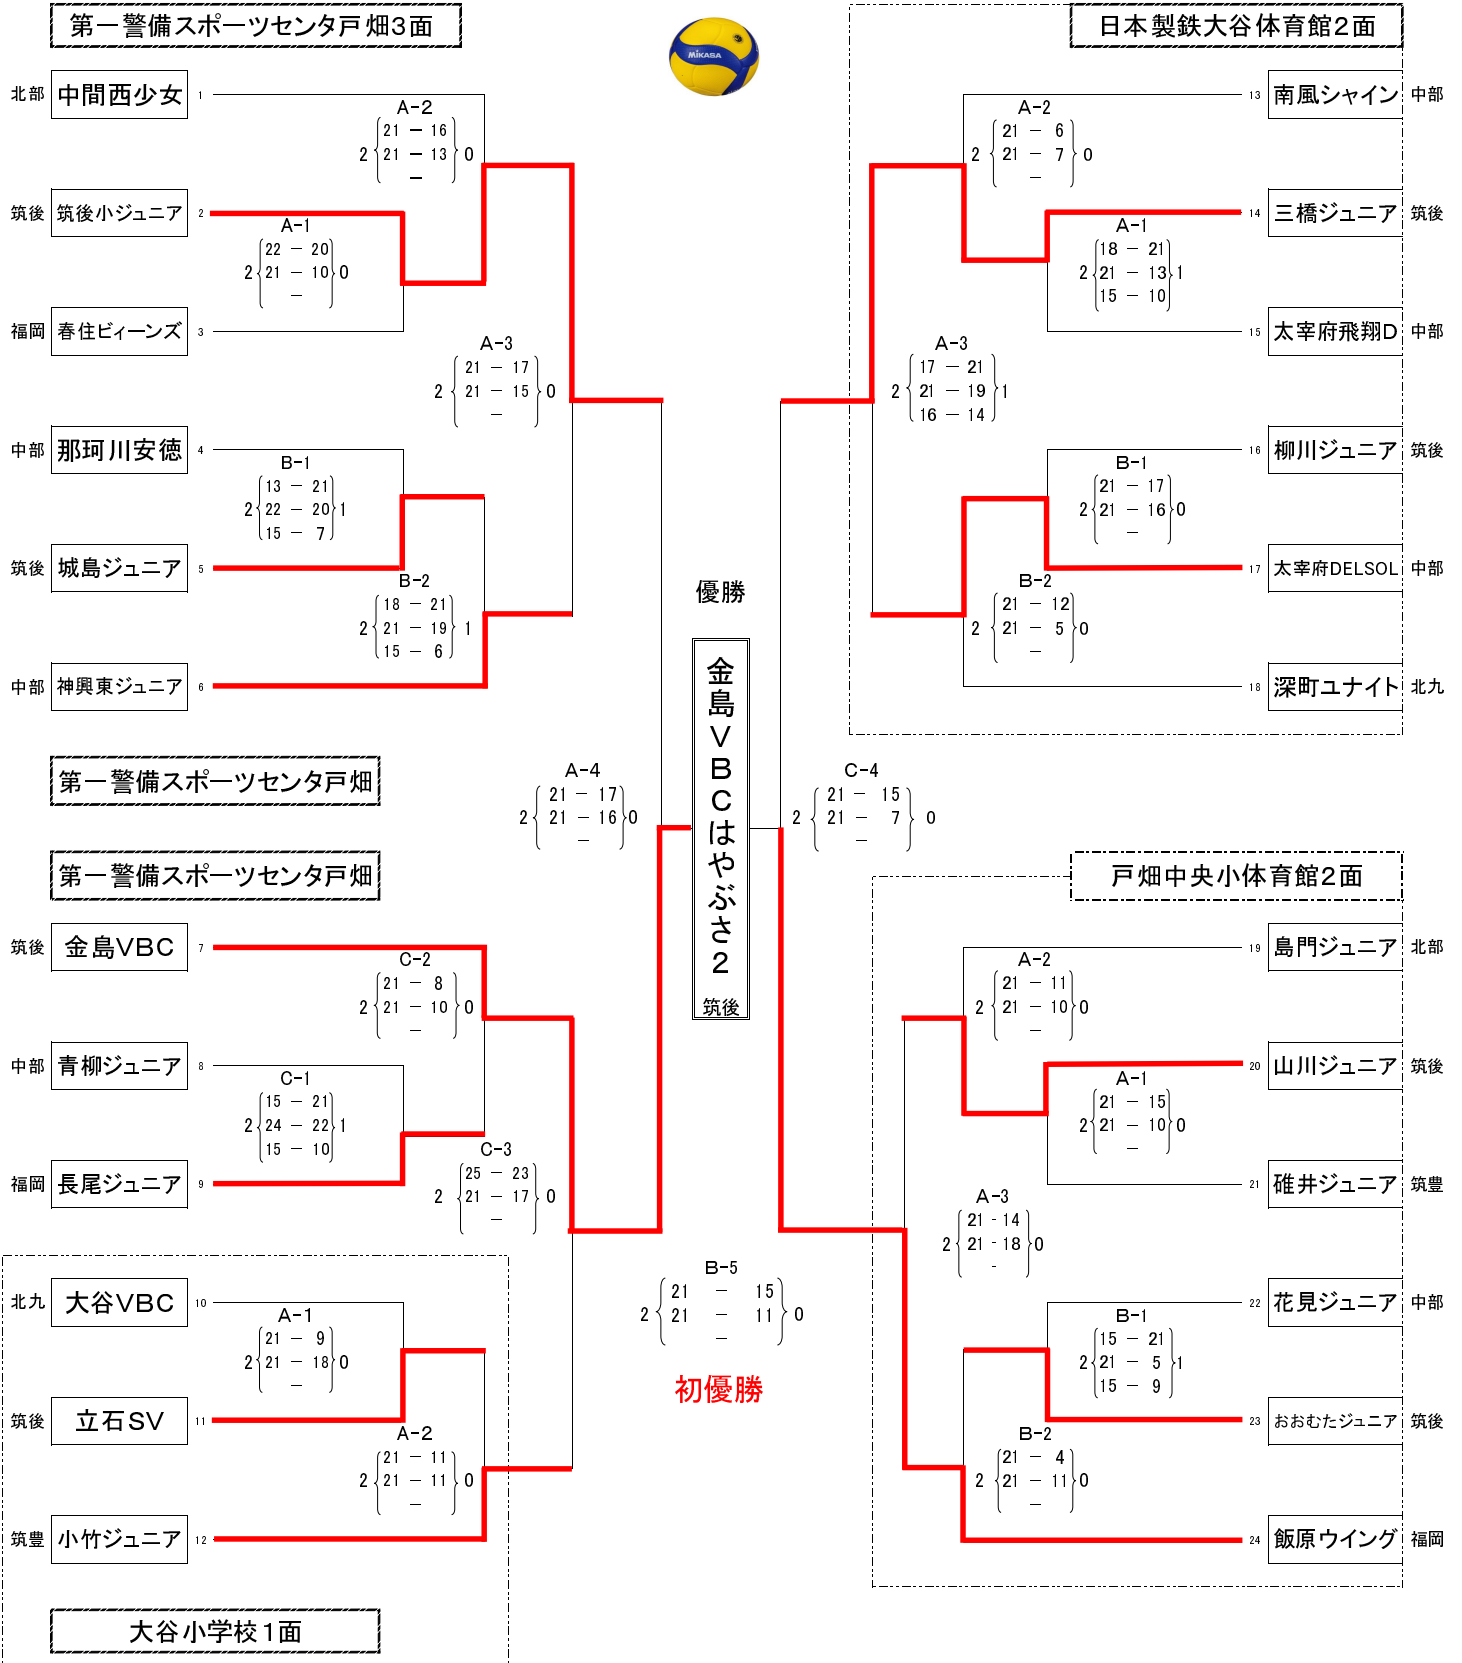 第一警備スポーツセンタ戸畑3面
日本製鉄大谷体育館2面
MIKASA
北部 中間西少女 1
A-2
2 21 － 16 0
21 － 13
－
筑後 筑後小ジュニア 2
A-1
22 － 20
2 21 － 10 0
－
福岡 春住ビィーンズ 3
A-3
21 － 17
2 21 － 15 0
－
中部 那珂川安徳 4
B-1
13 － 21
2 22 － 20 1
15 － 7
筑後 城島ジュニア 5
B-2
18 － 21
2 21 － 19 1
15 － 6
中部 神興東ジュニア 6
第一警備スポーツセンタ戸畑
A-4
21 － 17
2 21 － 16 0
－
第一警備スポーツセンタ戸畑
筑後 金島VBC 7
C-2
21 － 8
2 21 － 10 0
－
中部 青柳ジュニア 8
C-1
15 － 21
2 24 － 22 1
15 － 10
福岡 長尾ジュニア 9
C-3
25 － 23
2 21 － 17 0
－
北九 大谷VBC 10
A-1
21 － 9
2 21 － 18 0
－
筑後 立石SV 11
A-2
21 － 11
2 21 － 11 0
－
筑豊 小竹ジュニア 12
大谷小学校1面
優勝
金島VBCはやぶさ2
筑後
B-5
21 － 15
2 21 － 11 0
－
初優勝
13 南風シャイン 中部
A-2
21 － 6
2 21 － 7 0
－
14 三橋ジュニア 筑後
A-1
18 － 21
2 21 － 13 1
15 － 10
15 太宰府飛翔D 中部
A-3
17 － 21
2 21 － 19 1
16 － 14
16 柳川ジュニア 筑後
B-1
21 － 17
2 21 － 16 0
－
17 太宰府DELSOL 中部
B-2
21 － 12
2 21 － 5 0
－
18 深町ユナイト 北九
C-4
21 － 15
2 21 － 7 0
－
戸畑中央小体育館2面
19 島門ジュニア 北部
A-2
21 － 11
2 21 － 10 0
－
20 山川ジュニア 筑後
A-1
21 － 15
2 21 － 10 0
－
21 碓井ジュニア 筑豊
A-3
21 - 14
2 21 - 18 0
-
22 花見ジュニア 中部
B-1
15 － 21
2 21 － 5 1
15 － 9
23 おおむたジュニア 筑後
B-2
21 － 4
2 21 － 11 0
－
24 飯原ウイング 福岡